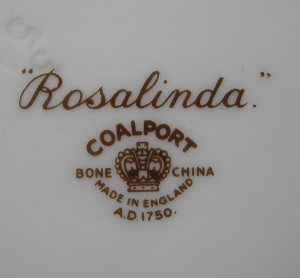 "Rosalinda."
COALPORT
BONE CHINA
MADE IN ENGLAND
A.D. 1750.